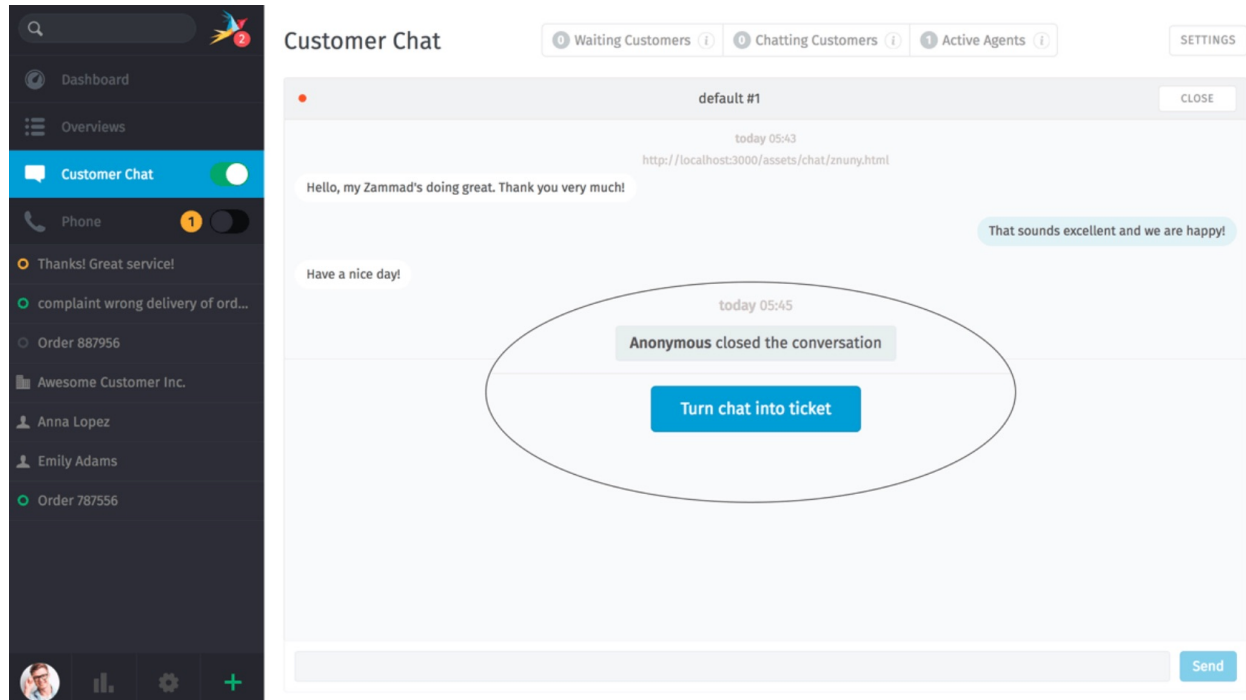 2
Dashboard
Overviews
Customer Chat
Phone 1
Thanks! Great service!
complaint wrong delivery of ord...
Order 887956
Awesome Customer Inc.
Anna Lopez
Emily Adams
Order 787556
Customer Chat
0 Waiting Customers i
0 Chatting Customers i
1 Active Agents i
SETTINGS
default #1
CLOSE
today 05:43
http://localhost:3000/assets/chat/znuny.html
Hello, my Zammad's doing great. Thank you very much!
That sounds excellent and we are happy!
Have a nice day!
today 05:45
Anonymous closed the conversation
Turn chat into ticket
Send